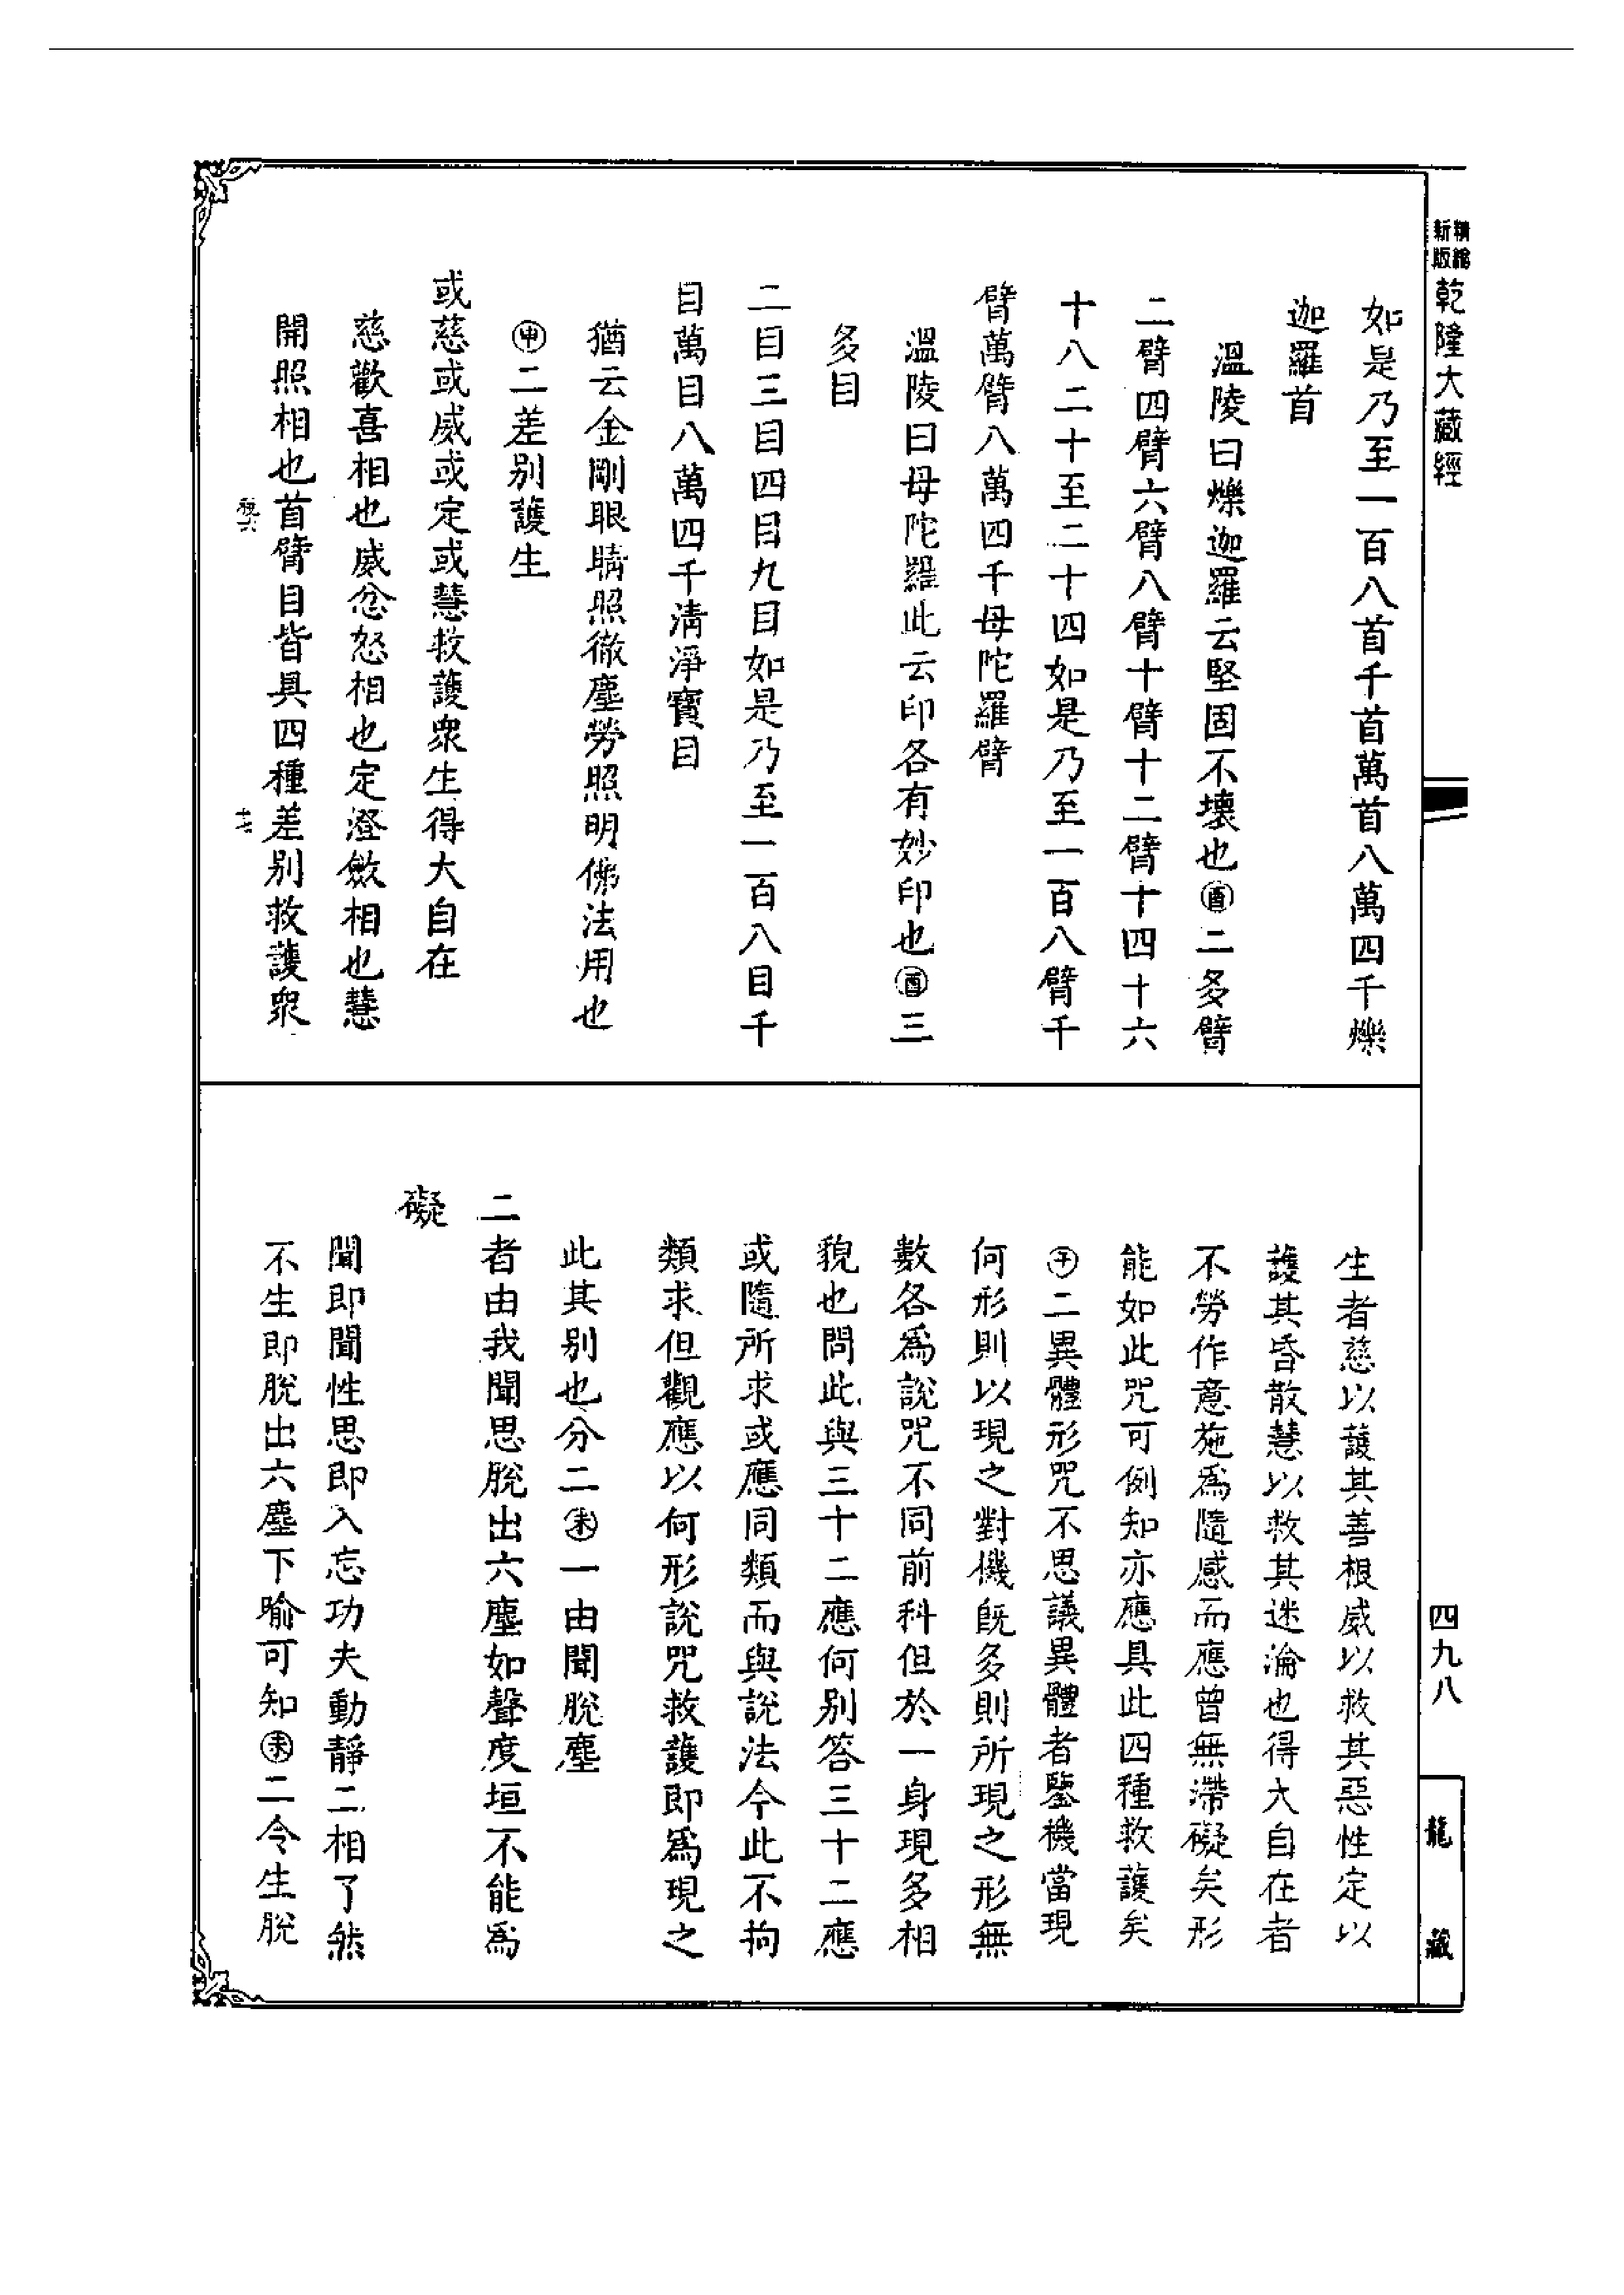 精縮
新版
乾隆大藏經
如是乃至一百八首千首萬首八萬四千爍
迦羅首
溫陵曰爍迦羅云堅固不壞也㊒二多臂
二臂四臂六臂八臂十臂十二臂十四十六
十八二十至二十四如是乃至一百八臂千
臂萬臂八萬四千母陀羅臂
溫陵曰母陀羅此云印各有妙印也酉三
多目
二目三目四目九目如是乃至一百八目千
目萬目八萬四千清淨寶目
猶云金剛眼睛照徹塵勞照明佛法用也
申二差别護生
或慈或威或定或慧救護衆生得大自在
慈歡喜相也威忿怒相也定澄斂相也慧
開照相也首臂目皆具四種差别救護衆
十七
生者慈以護其善根威以救其惡性定以
護其昏散慧以救其迷淪也得大自在者
不勞作意施爲隨感而應曾無滯礙矣形
能如此咒可例知亦應具此四種救護矣
午二異體形咒不思議異體者鑒機當現
何形則以現之對機既多則所現之形無
數各爲說咒不同前科但於一身現多相
貌也問此與三十二應何别答三十二應
或隨所求或應同類而與說法今此不拘
類求但觀應以何形說咒救護即爲現之
此其别也分二未一由聞脫塵
二者由我聞思脫出六塵如聲度垣不能爲
礙
聞即聞性思即入忘功夫動靜二相了然
不生即脫出六塵下喻可知未二令生脫
四九八
龍藏